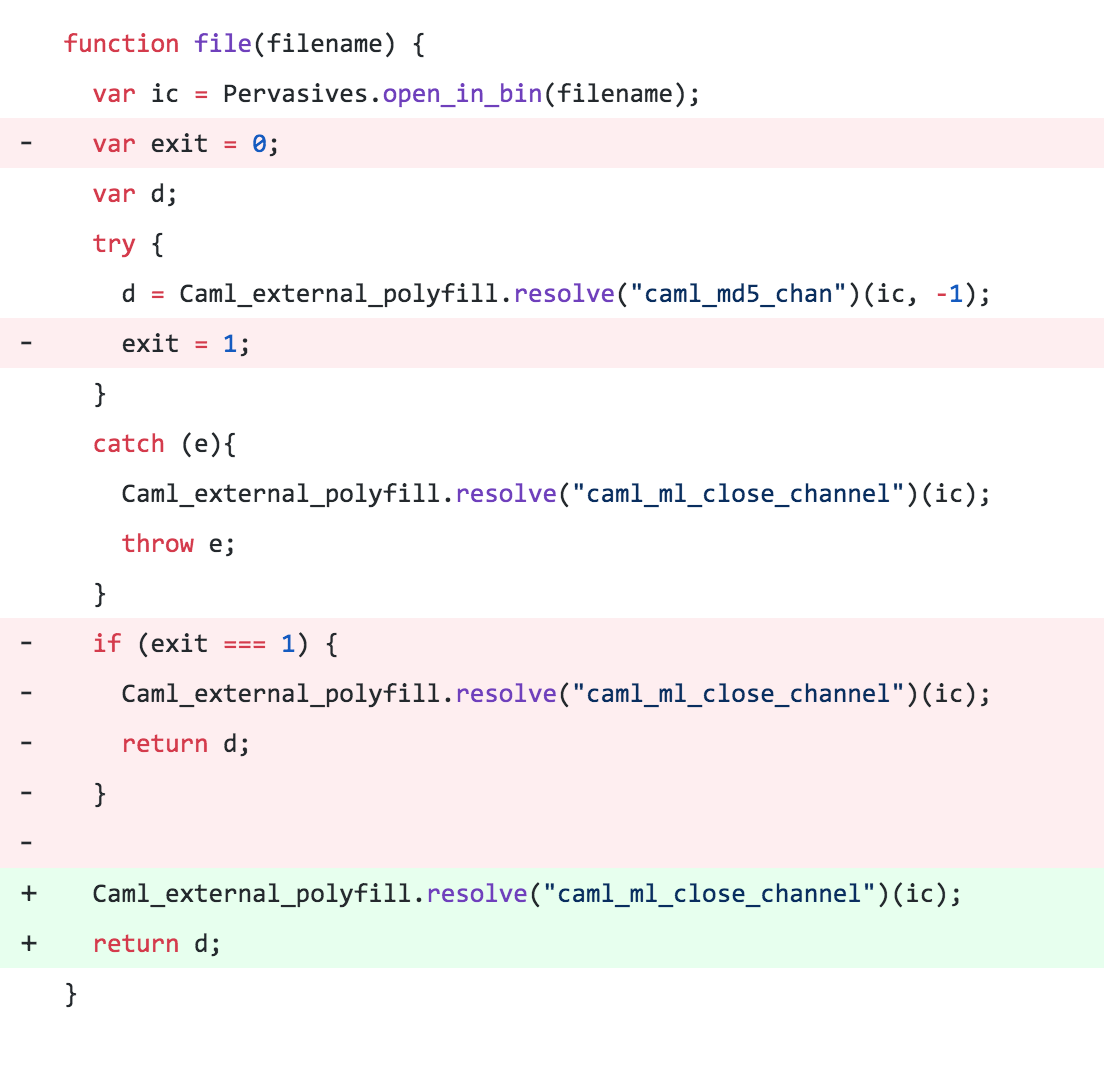 function file(filename) {
  var ic = Pervasives.open_in_bin(filename);
-   var exit = 0;
  var d;
  try {
    d = Caml_external_polyfill.resolve("caml_md5_chan")(ic, -1);
-     exit = 1;
  }
  catch (e){
    Caml_external_polyfill.resolve("caml_ml_close_channel")(ic);
    throw e;
  }
-   if (exit === 1) {
-     Caml_external_polyfill.resolve("caml_ml_close_channel")(ic);
-     return d;
-   }
-
+   Caml_external_polyfill.resolve("caml_ml_close_channel")(ic);
+   return d;
}